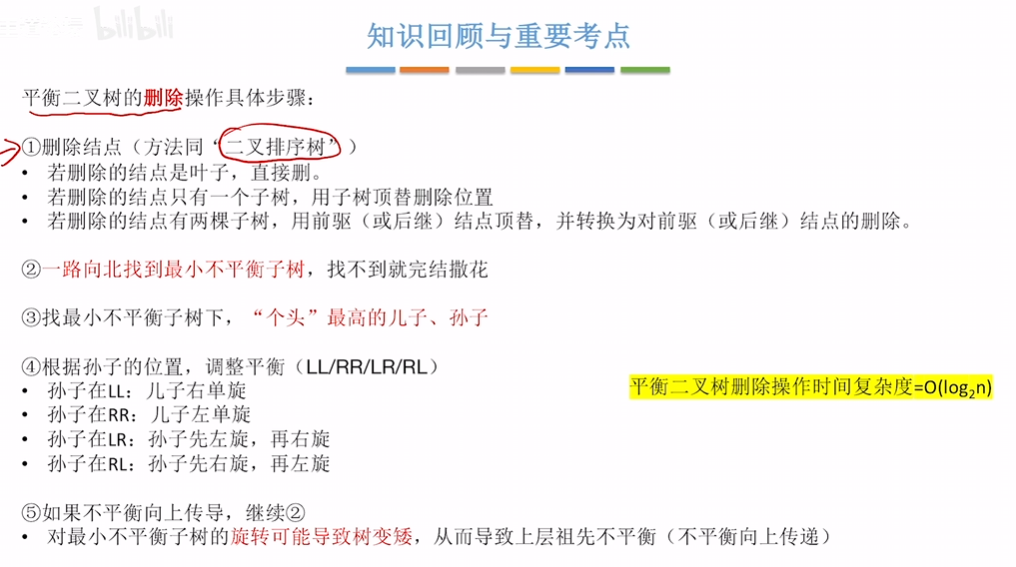 bilibili
知识回顾与重要考点
平衡二叉树的删除操作具体步骤：
①删除结点（方法同“二叉排序树”）
• 若删除的结点是叶子，直接删。
• 若删除的结点只有一个子树，用子树顶替删除位置
• 若删除的结点有两棵子树，用前驱（或后继）结点顶替，并转换为对前驱（或后继）结点的删除。
②一路向北找到最小不平衡子树，找不到就完结撒花
③找最小不平衡子树下，“个头”最高的儿子、孙子
④根据孙子的位置，调整平衡（LL/RR/LR/RL）
• 孙子在LL：儿子右单旋
• 孙子在RR：儿子左单旋
• 孙子在LR：孙子先左旋，再右旋
• 孙子在RL：孙子先右旋，再左旋
平衡二叉树删除操作时间复杂度=O(log₂n)
⑤如果不平衡向上传导，继续②
• 对最小不平衡子树的旋转可能导致树变矮，从而导致上层祖先不平衡（不平衡向上传递）